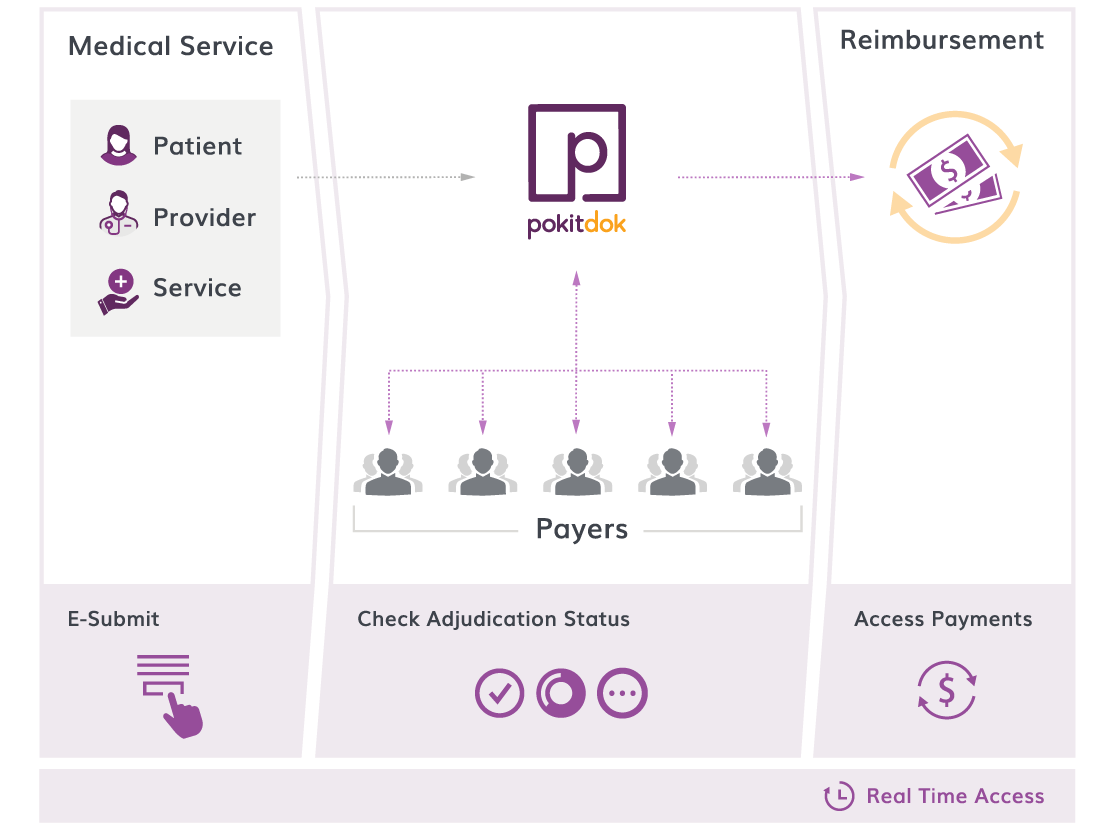 Medical Service
Patient
Provider
Service
p
pokitdok
Payers
Reimbursement
$
E-Submit
Check Adjudication Status
Access Payments
$
Real Time Access